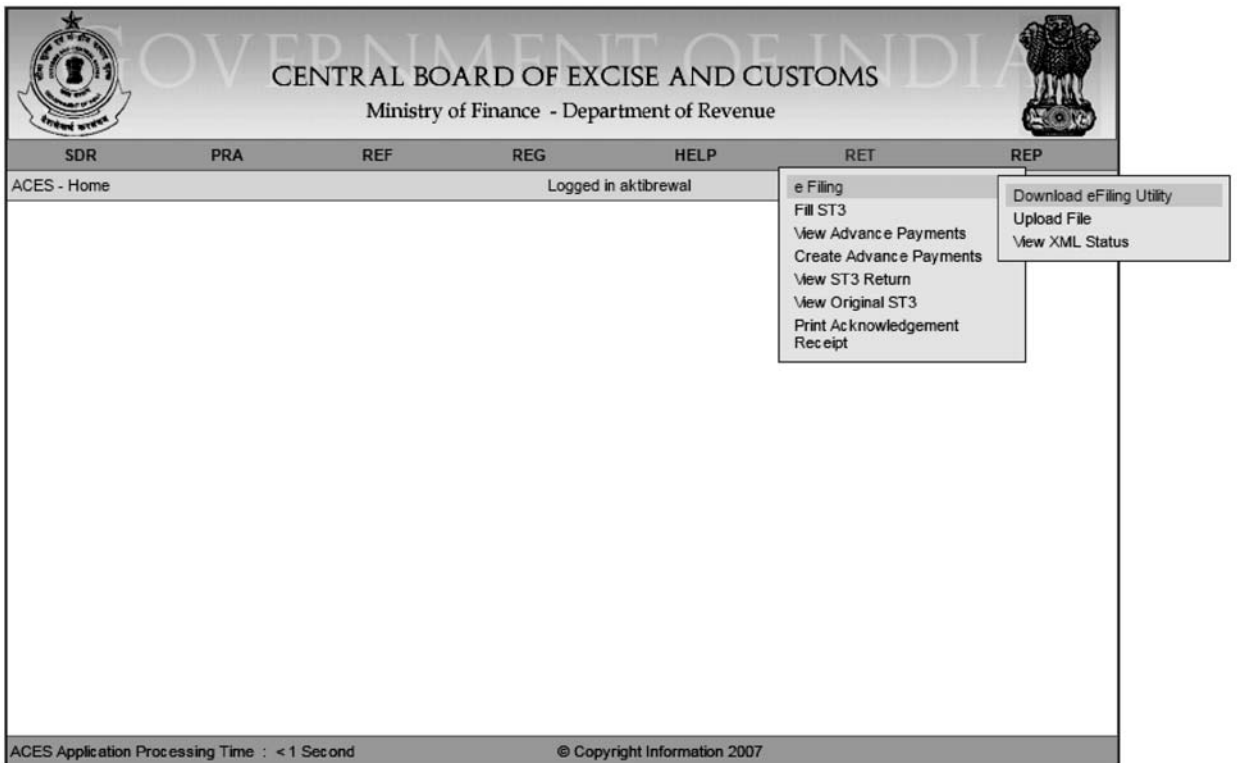 GOVERNMENT OF INDIA
CENTRAL BOARD OF EXCISE AND CUSTOMS
Ministry of Finance - Department of Revenue
SDR PRA REF REG HELP RET REP
ACES - Home Logged in aktibrewal
e Filing
Fill ST3
View Advance Payments
Create Advance Payments
View ST3 Return
View Original ST3
Print Acknowledgement
Receipt
Download eFiling Utility
Upload File
View XML Status
ACES Application Processing Time : < 1 Second © Copyright Information 2007